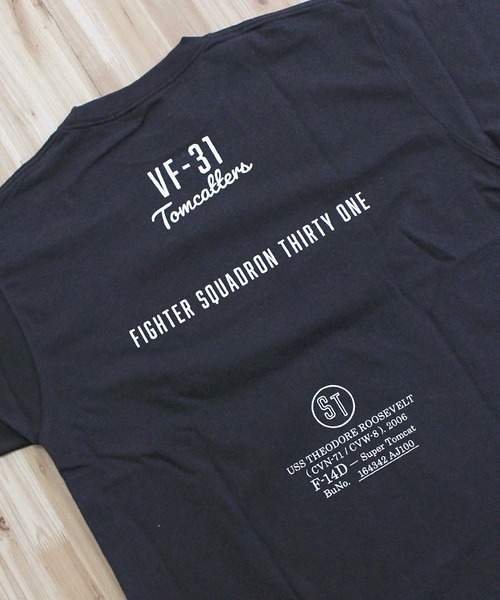 VF-31
Tomcatters
FIGHTER SQUADRON THIRTY ONE
ST
USS THEODORE ROOSEVELT
(CVN-71 / CVW-8), 2006
F-14D — Super Tomcat
BuNo. 164342 AJ100